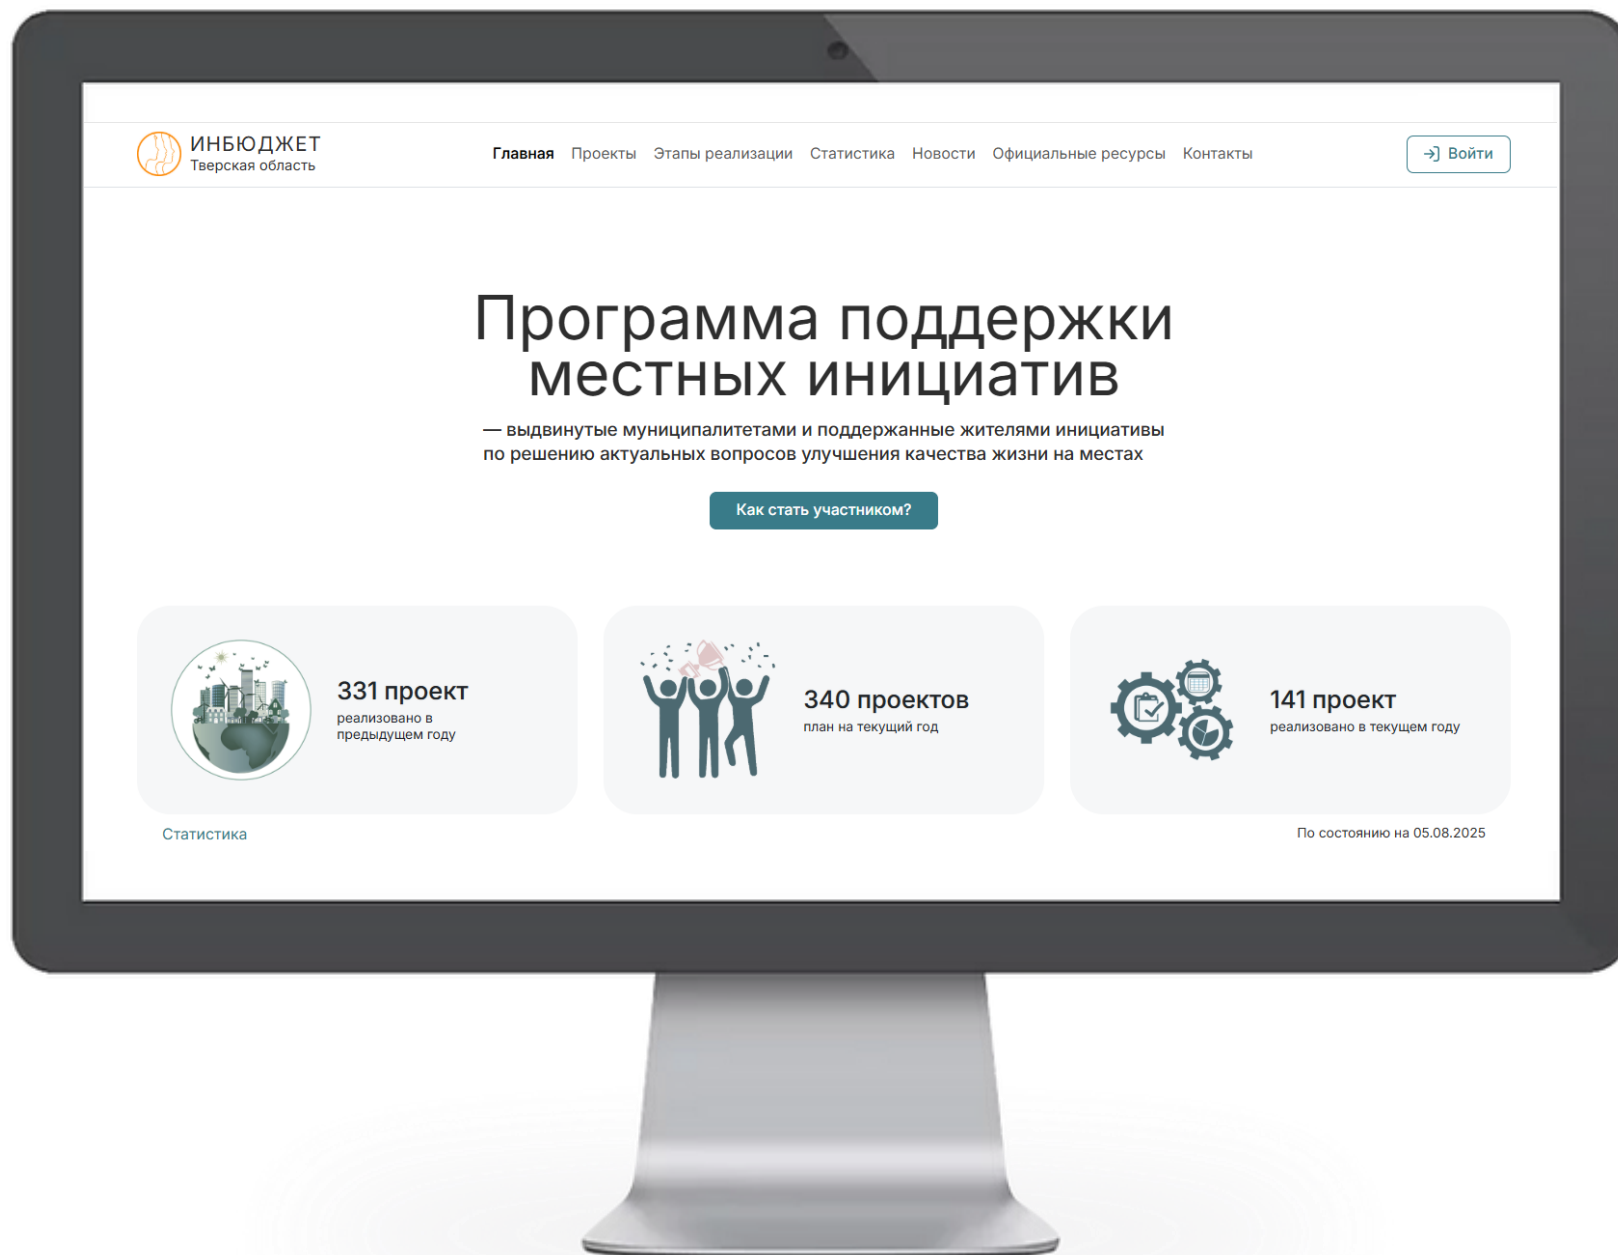 ИНБЮДЖЕТ
Тверская область
Главная Проекты Этапы реализации Статистика Новости Официальные ресурсы Контакты
Войти
Программа поддержки
местных инициатив
— выдвинутые муниципалитетами и поддержанные жителями инициативы
по решению актуальных вопросов улучшения качества жизни на местах
Как стать участником?
331 проект
реализовано в
предыдущем году
340 проектов
план на текущий год
141 проект
реализовано в текущем году
Статистика
По состоянию на 05.08.2025